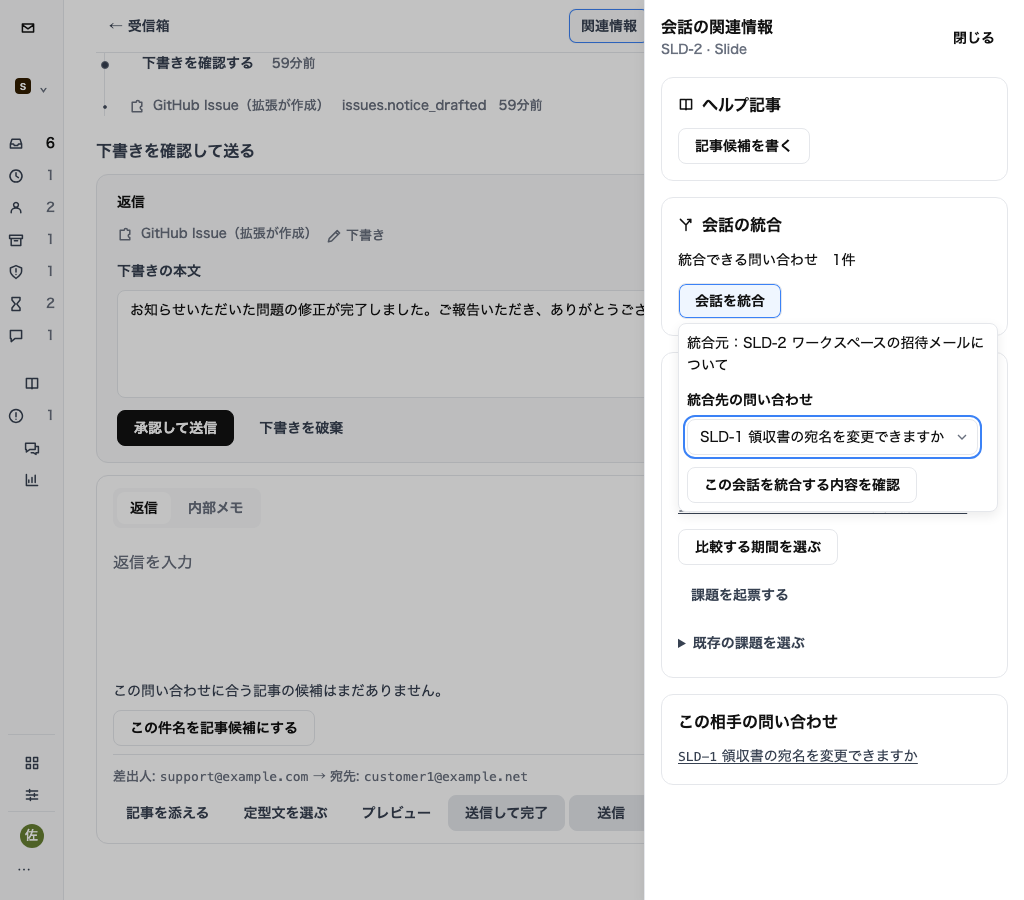 S
6
1
2
1
1
2
1
1
佐
…
← 受信箱
関連情報
下書きを確認する 59分前
GitHub Issue（拡張が作成） issues.notice_drafted 59分前
下書きを確認して送る
返信
GitHub Issue（拡張が作成） 下書き
下書きの本文
お知らせいただいた問題の修正が完了しました。ご報告いただき、ありがとうござ
承認して送信 下書きを破棄
返信 内部メモ
返信を入力
この問い合わせに合う記事の候補はまだありません。
この件名を記事候補にする
差出人: support@example.com → 宛先: customer1@example.net
記事を添える 定型文を選ぶ プレビュー 送信して完了 送信
会話の関連情報
SLD-2 · Slide
閉じる
ヘルプ記事
記事候補を書く
会話の統合
統合できる問い合わせ 1件
会話を統合
統合元：SLD-2 ワークスペースの招待メールに
ついて
統合先の問い合わせ
SLD-1 領収書の宛名を変更できますか
この会話を統合する内容を確認
比較する期間を選ぶ
課題を起票する
▶ 既存の課題を選ぶ
この相手の問い合わせ
SLD-1 領収書の宛名を変更できますか